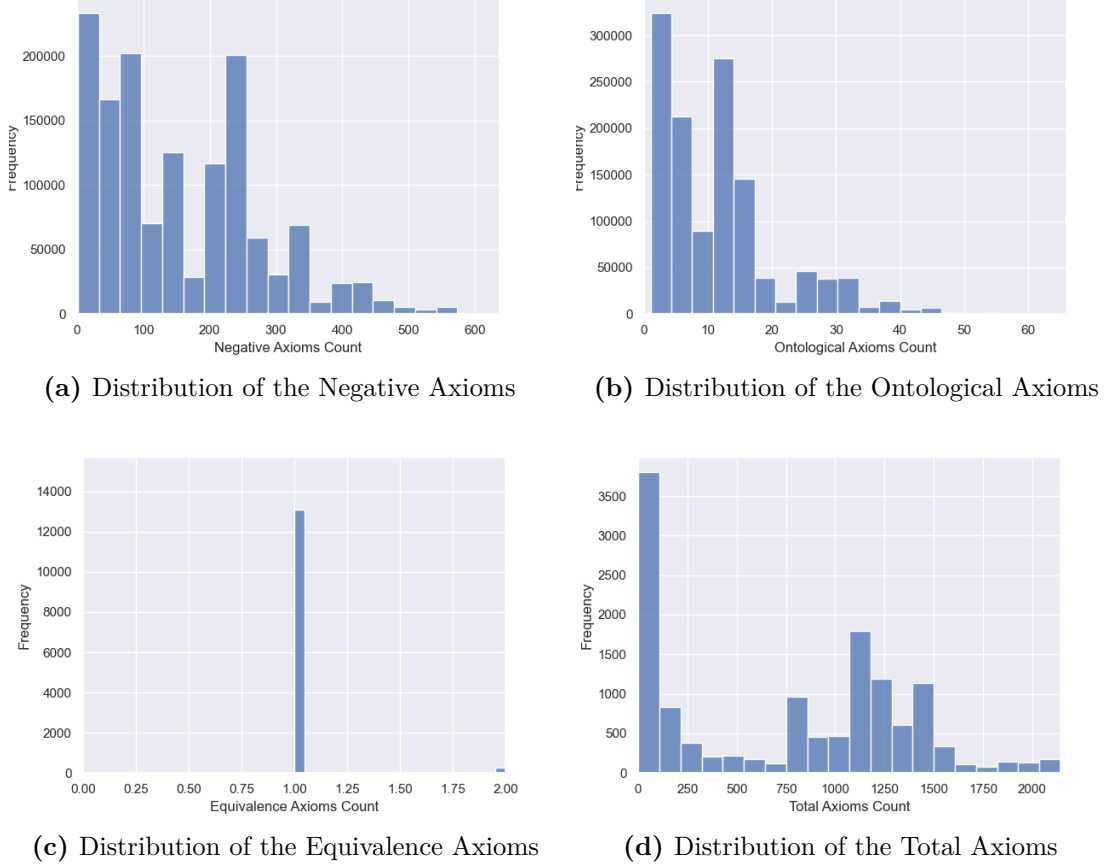 200000
150000
100000
50000
0
Frequency
0 100 200 300 400 500 600
Negative Axioms Count
(a) Distribution of the Negative Axioms
300000
250000
200000
150000
100000
50000
0
Frequency
0 10 20 30 40 50 60
Ontological Axioms Count
(b) Distribution of the Ontological Axioms
14000
12000
10000
8000
6000
4000
2000
0
Frequency
0.00 0.25 0.50 0.75 1.00 1.25 1.50 1.75 2.00
Equivalence Axioms Count
(c) Distribution of the Equivalence Axioms
3500
3000
2500
2000
1500
1000
500
0
Frequency
0 250 500 750 1000 1250 1500 1750 2000
Total Axioms Count
(d) Distribution of the Total Axioms